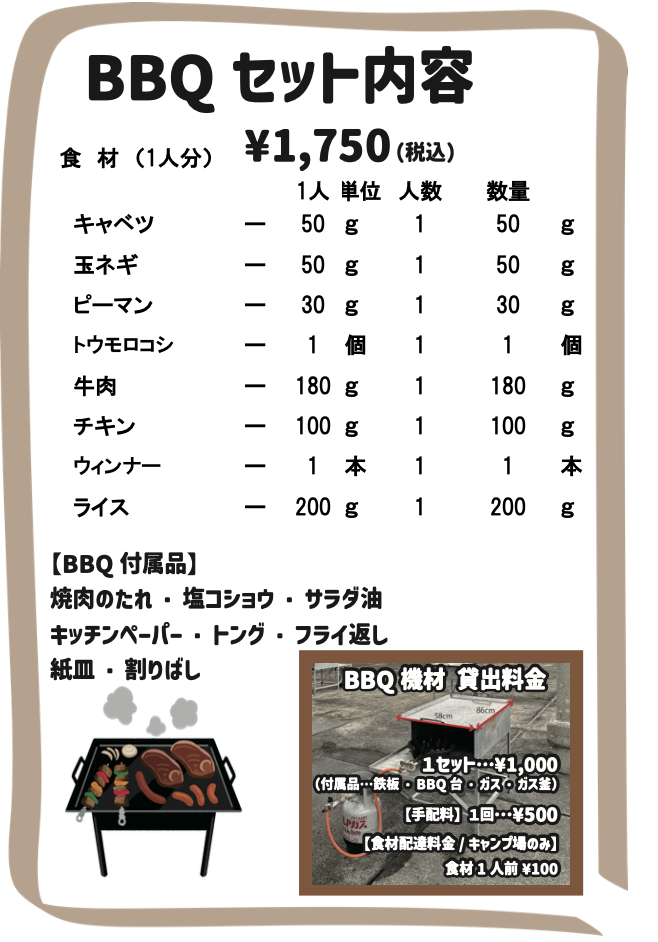 BBQ セット内容
食 材 (1人分) ¥1,750 (税込)
1人 単位 人数 数量
キャベツ ー 50 g 1 50 g
玉ネギ ー 50 g 1 50 g
ピーマン ー 30 g 1 30 g
トウモロコシ ー 1 個 1 1 個
牛肉 ー 180 g 1 180 g
チキン ー 100 g 1 100 g
ウィンナー ー 1 本 1 1 本
ライス ー 200 g 1 200 g
【BBQ 付属品】
焼肉のたれ ・ 塩コショウ ・ サラダ油
キッチンペーパー ・ トング ・ フライ返し
紙皿 ・ 割りばし
BBQ 機材 貸出料金
86cm
58cm
1セット…¥1,000
(付属品…鉄板・BBQ 台・ガス・ガス釜)
【手配料】1回…¥500
LPガス
【食材配達料金 / キャンプ場のみ】
食材 1 人前 ¥100